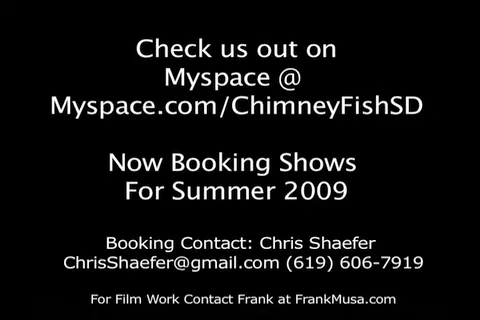 Check us out on
Myspace @
Myspace.com/ChimneyFishSD
Now Booking Shows
For Summer 2009
Booking Contact: Chris Shaefer
ChrisShaefer@gmail.com (619) 606-7919
For Film Work Contact Frank at FrankMusa.com